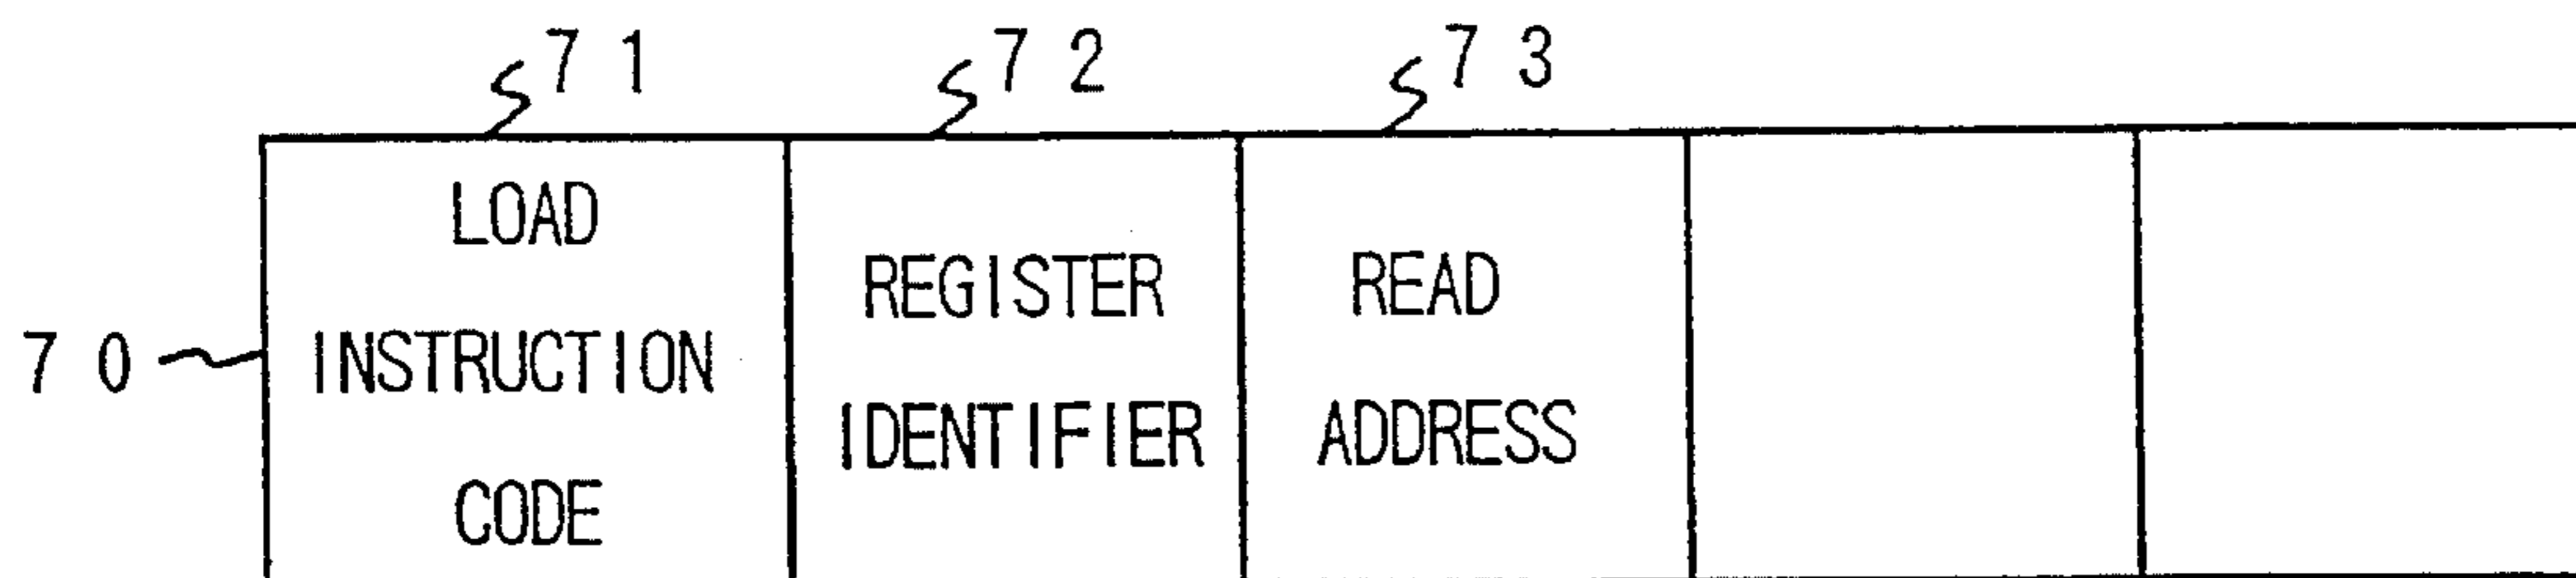 71 72 73
70
LOAD
INSTRUCTION
CODE
REGISTER
IDENTIFIER
READ
ADDRESS